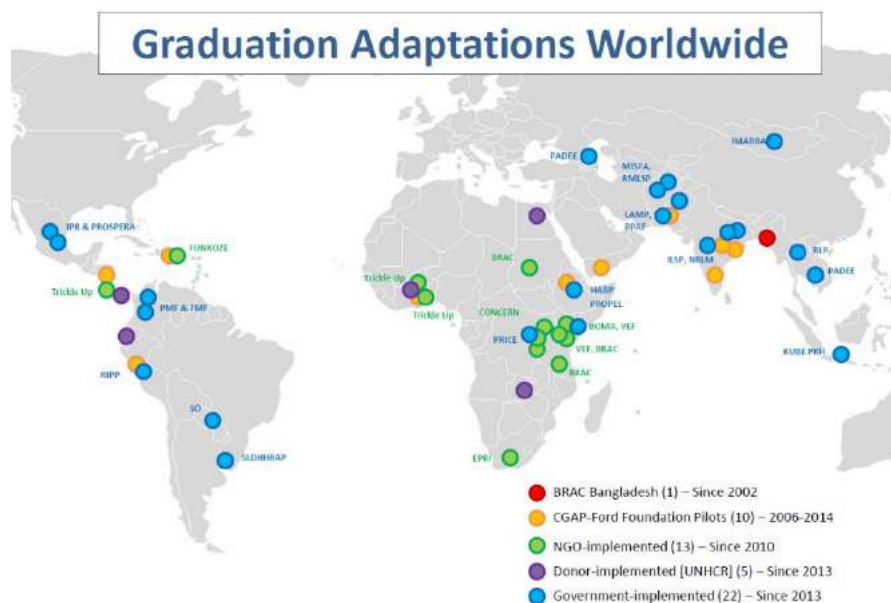 Graduation Adaptations Worldwide
IMARBA
PADEE
MISFA,
RMLSP
IPR & PROSPERA
LAMP,
PPAF
FONKOZE
BRAC
ILSP, NRLM
RLP
PADEE
Trickle Up
Trickle Up
HABP
PROPEL
PMF & TMF
Trickle Up
CONCERN
BOMA, VEF
PRICE
VEF, BRAC
KUBE PKH
RIPP
BRAC
SO
SLDHHRAP
EPRI
BRAC Bangladesh (1) – Since 2002
CGAP-Ford Foundation Pilots (10) – 2006-2014
NGO-implemented (13) – Since 2010
Donor-implemented [UNHCR] (5) – Since 2013
Government-implemented (22) – Since 2013